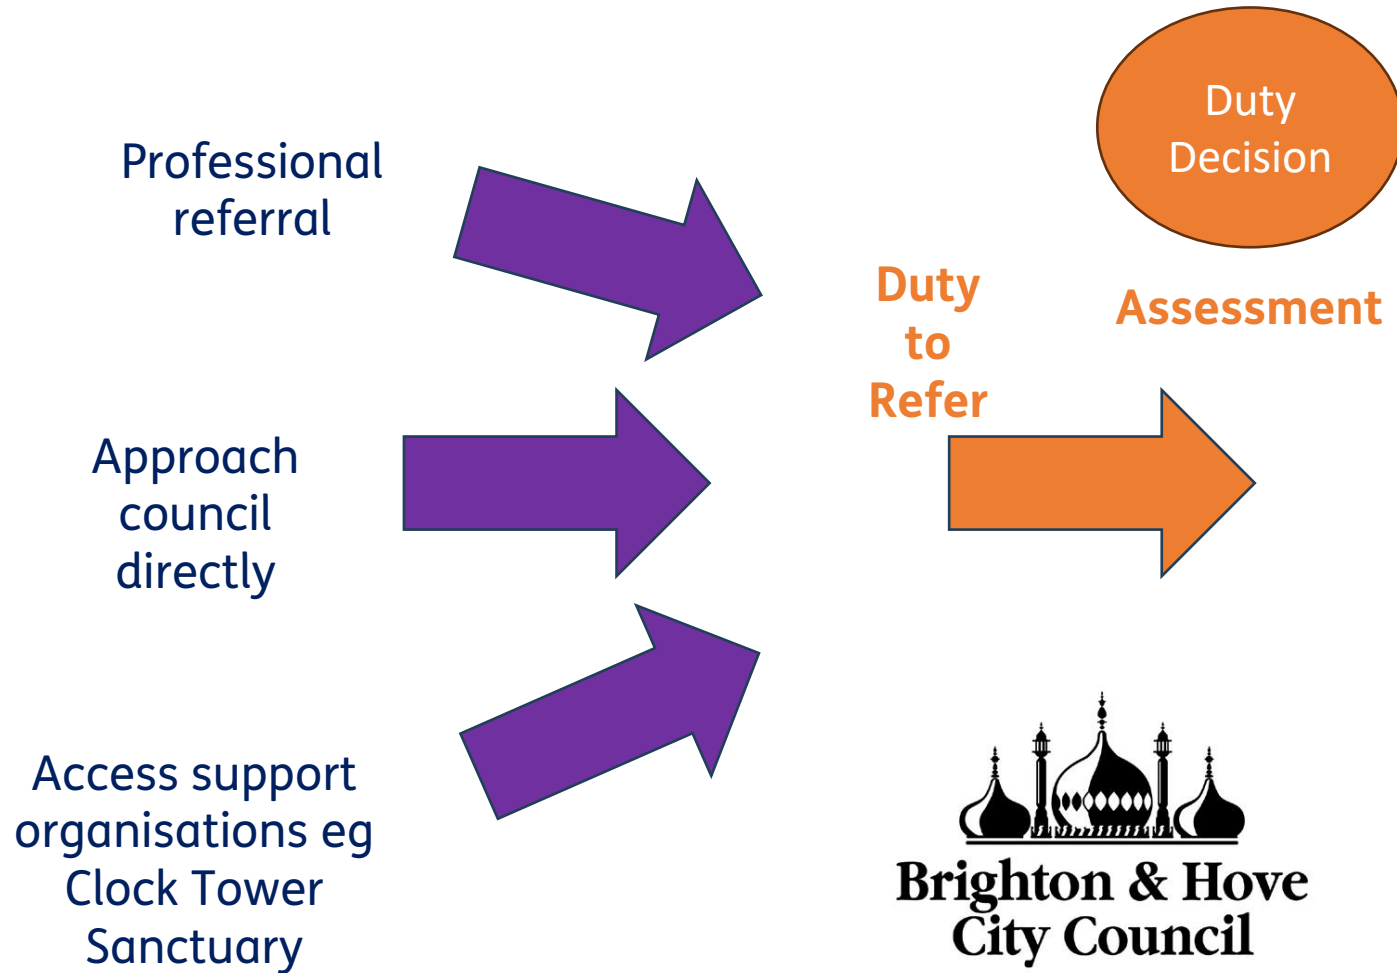 Professional
referral
Approach
council
directly
Access support
organisations eg
Clock Tower
Sanctuary
Duty
to
Refer
Duty
Decision
Assessment
Brighton & Hove
City Council